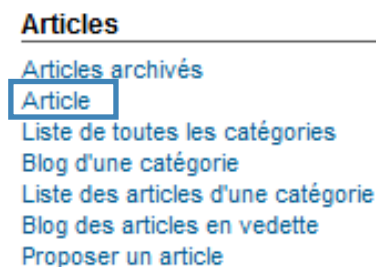 Articles
Articles archivés
Article
Liste de toutes les catégories
Blog d'une catégorie
Liste des articles d'une catégorie
Blog des articles en vedette
Proposer un article